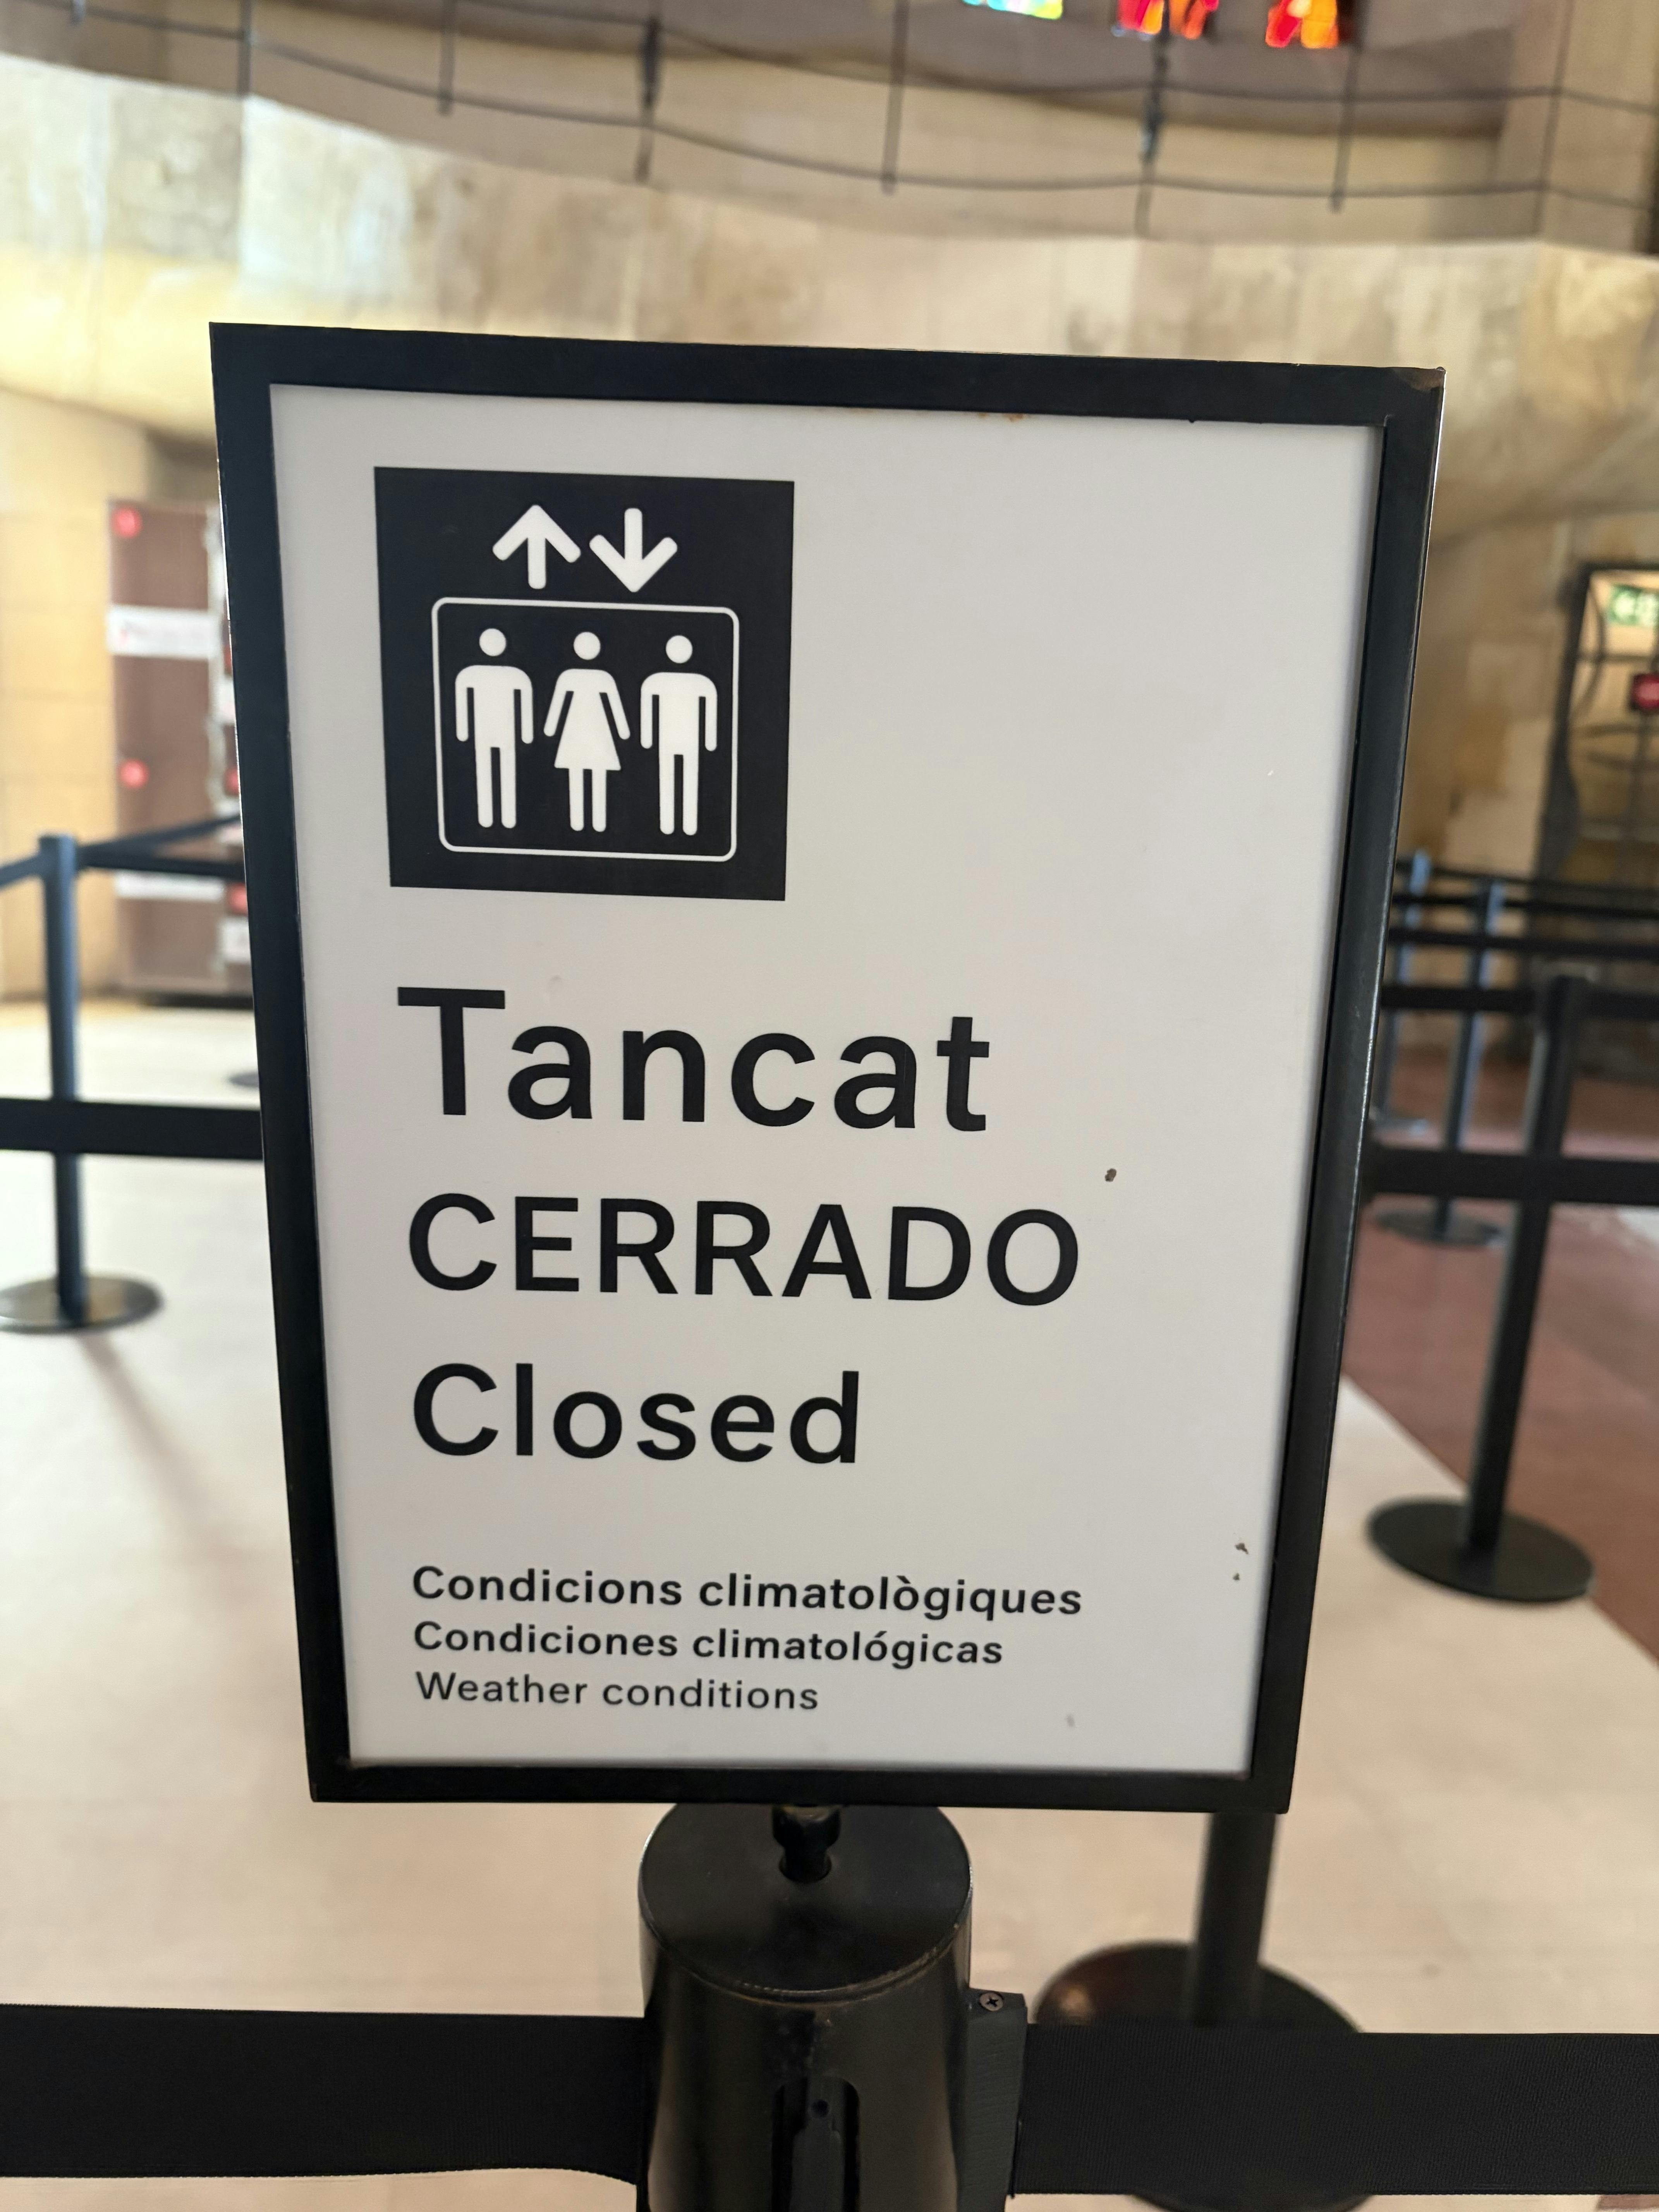 Tancat
CERRADO
Closed
Condicions climatològiques
Condiciones climatológicas
Weather conditions